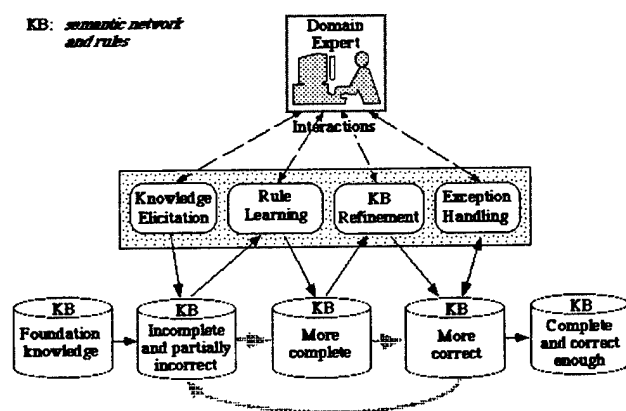 KB: semantic network
and rules
Domain
Expert
Interactions
Knowledge
Elicitation
Rule
Learning
KB
Refinement
Exception
Handling
KB
Foundation
knowledge
KB
Incomplete
and partially
incorrect
KB
More
complete
KB
More
correct
KB
Complete
and correct
enough